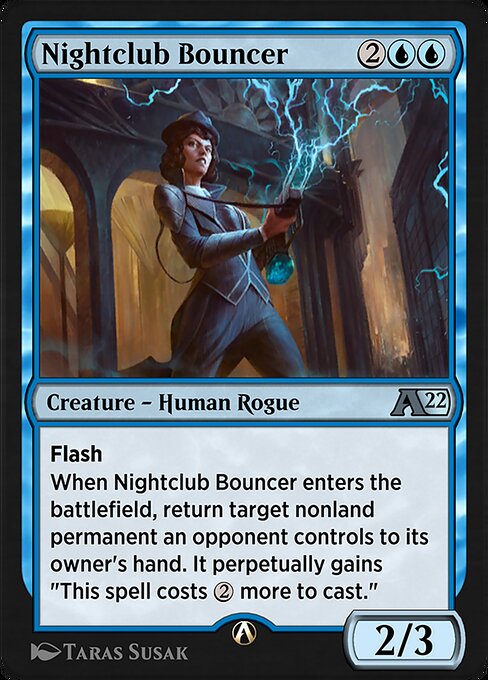 Nightclub Bouncer 2
Creature – Human Rogue A22
Flash
When Nightclub Bouncer enters the
battlefield, return target nonland
permanent an opponent controls to its
owner's hand. It perpetually gains
"This spell costs 2 more to cast."
2/3
TARAS SUSAK